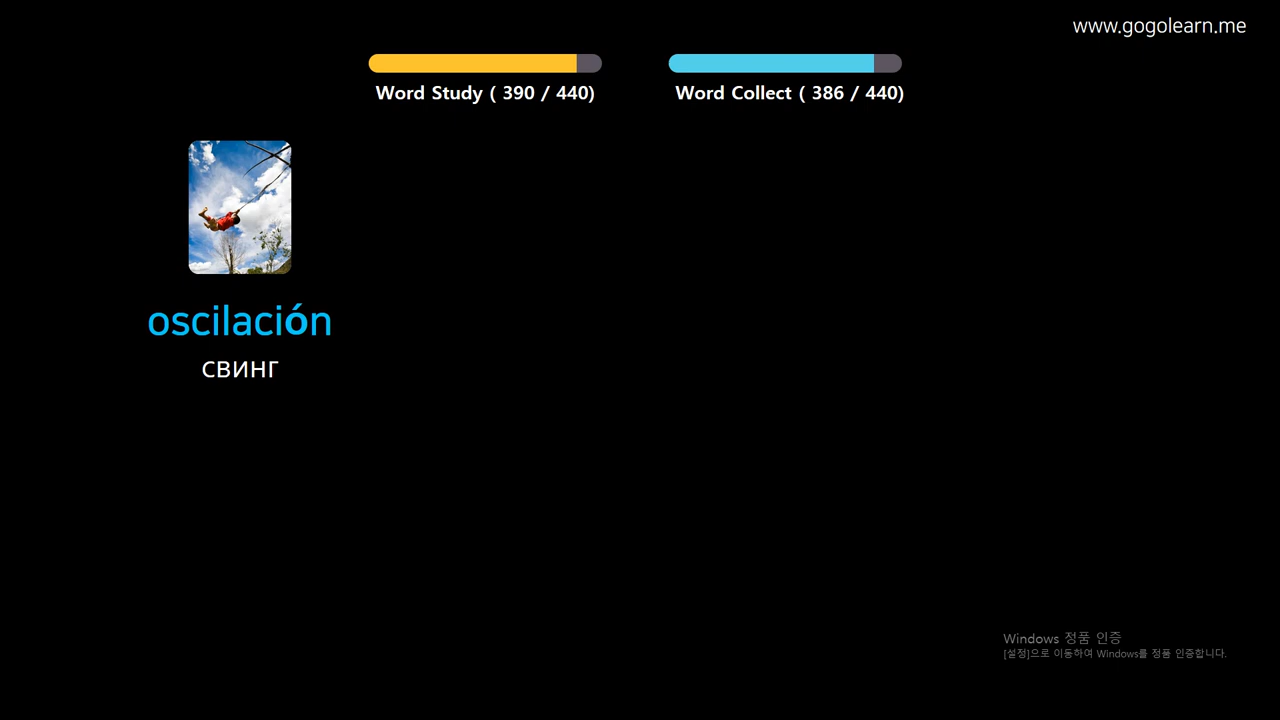 www.gogolearn.me
Word Study ( 390 / 440)
Word Collect ( 386 / 440)
oscilación
свинг
Windows 정품 인증
[설정]으로 이동하여 Windows를 정품 인증합니다.